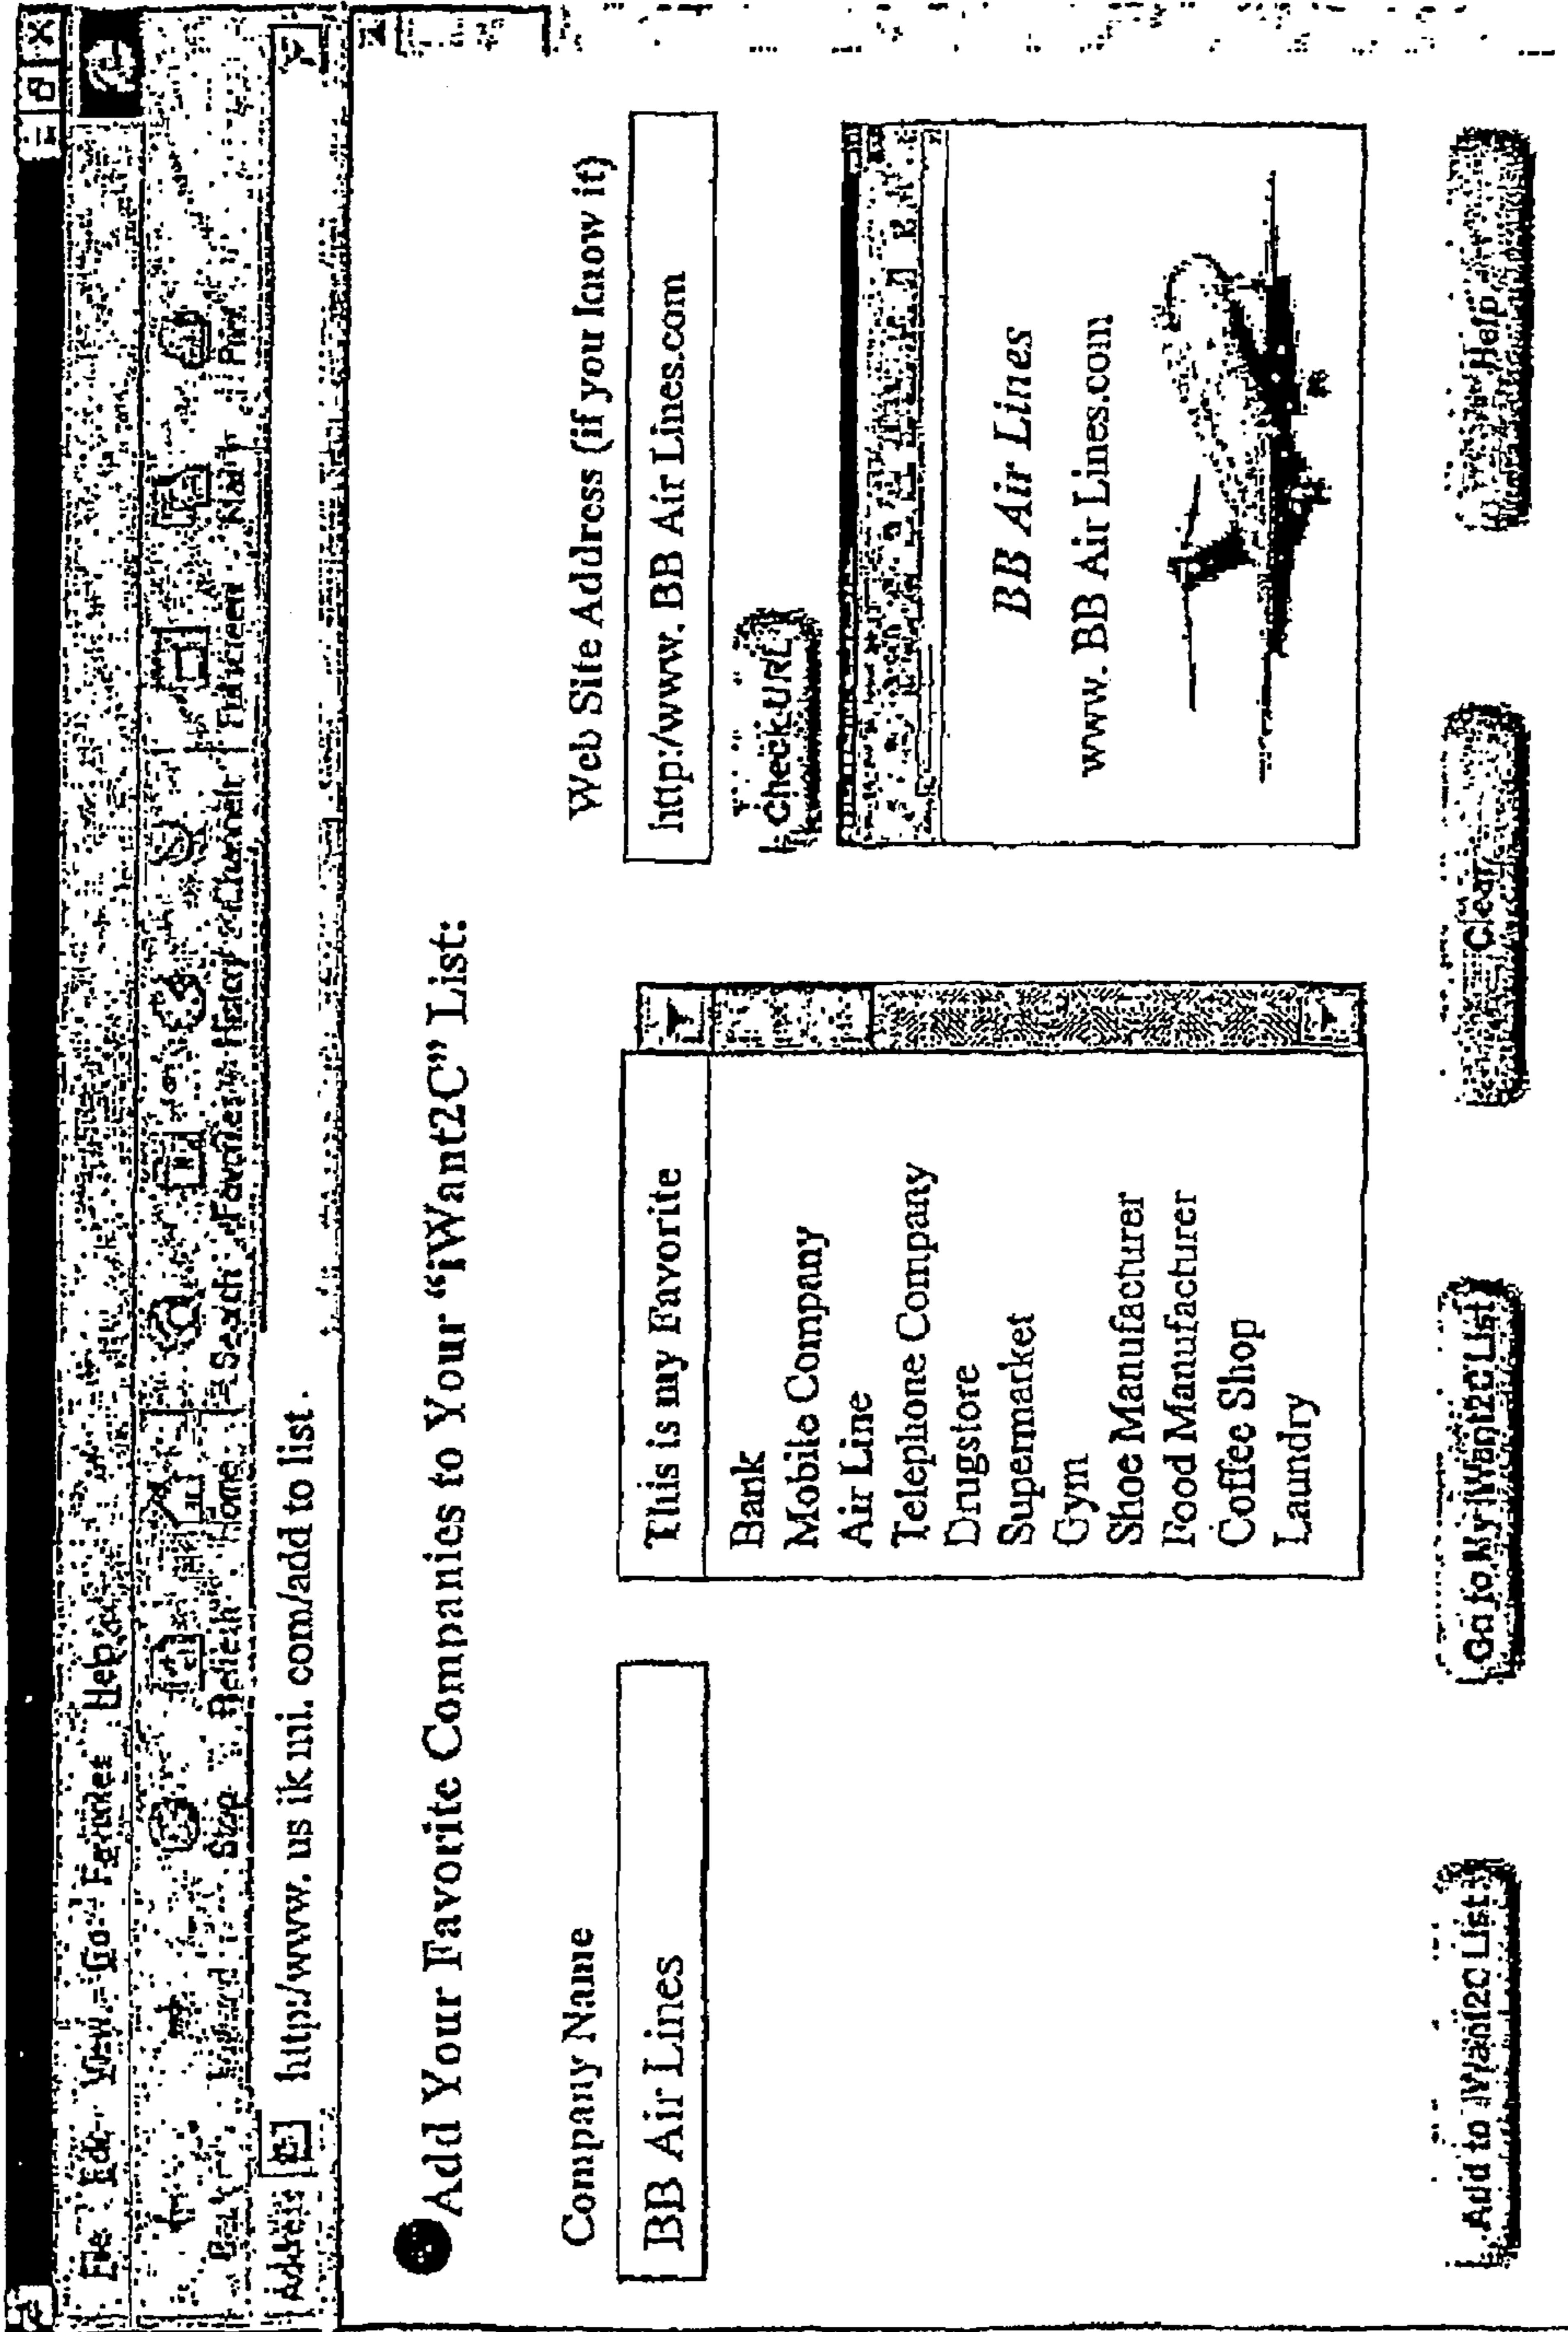 File Edit View Go Favorites Help
Back Forward Stop Refresh Home Search Favorites History Channels Fullscreen Mail Print
Address http:/www. us ik mi. com/add to list
Add Your Favorite Companies to Your “iWant2C” List:
Company Name
BB Air Lines
This is my Favorite
Bank
Mobile Company
Air Line
Telephone Company
Drugstore
Supermarket
Gym
Shoe Manufacturer
Food Manufacturer
Coffee Shop
Laundry
Web Site Address (if you know it)
http:/www. BB Air Lines.com
Check URL
BB Air Lines
www. BB Air Lines.com
Add to iWant2C List
Go to My iWant2C List
Clear
Help